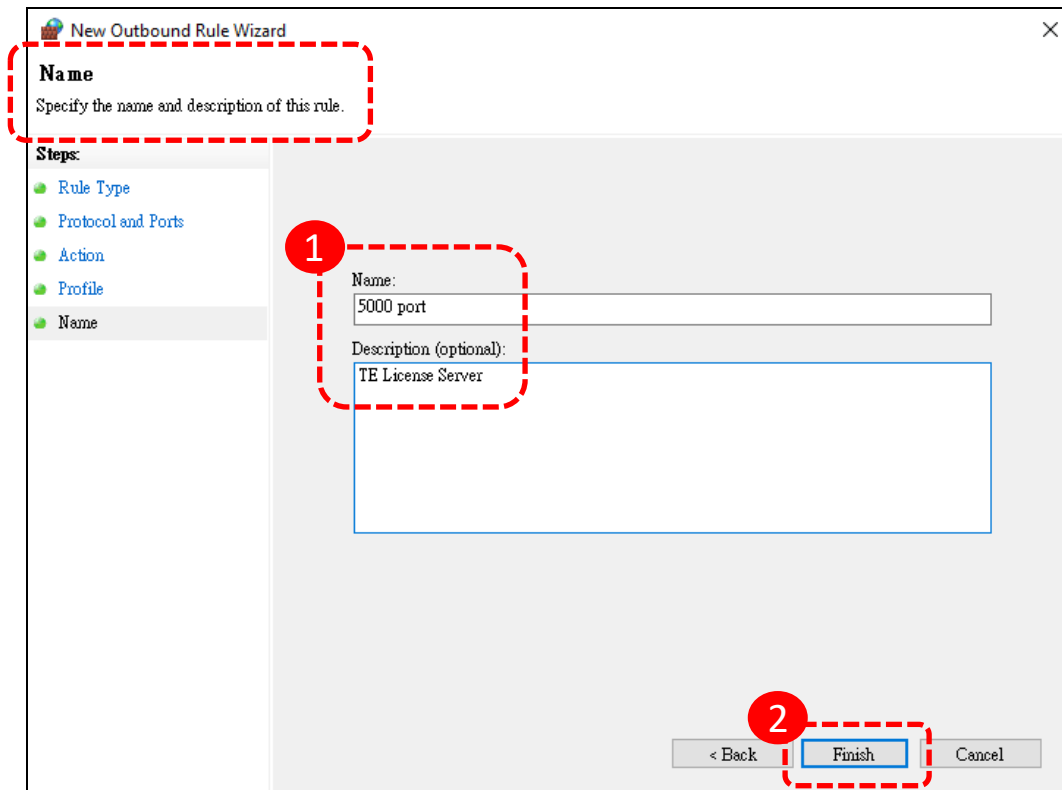 New Outbound Rule Wizard
Name
Specify the name and description of this rule.
Steps:
Rule Type
Protocol and Ports
Action
Profile
Name
1
Name:
5000 port
Description (optional):
TE License Server
2
< Back
Finish
Cancel